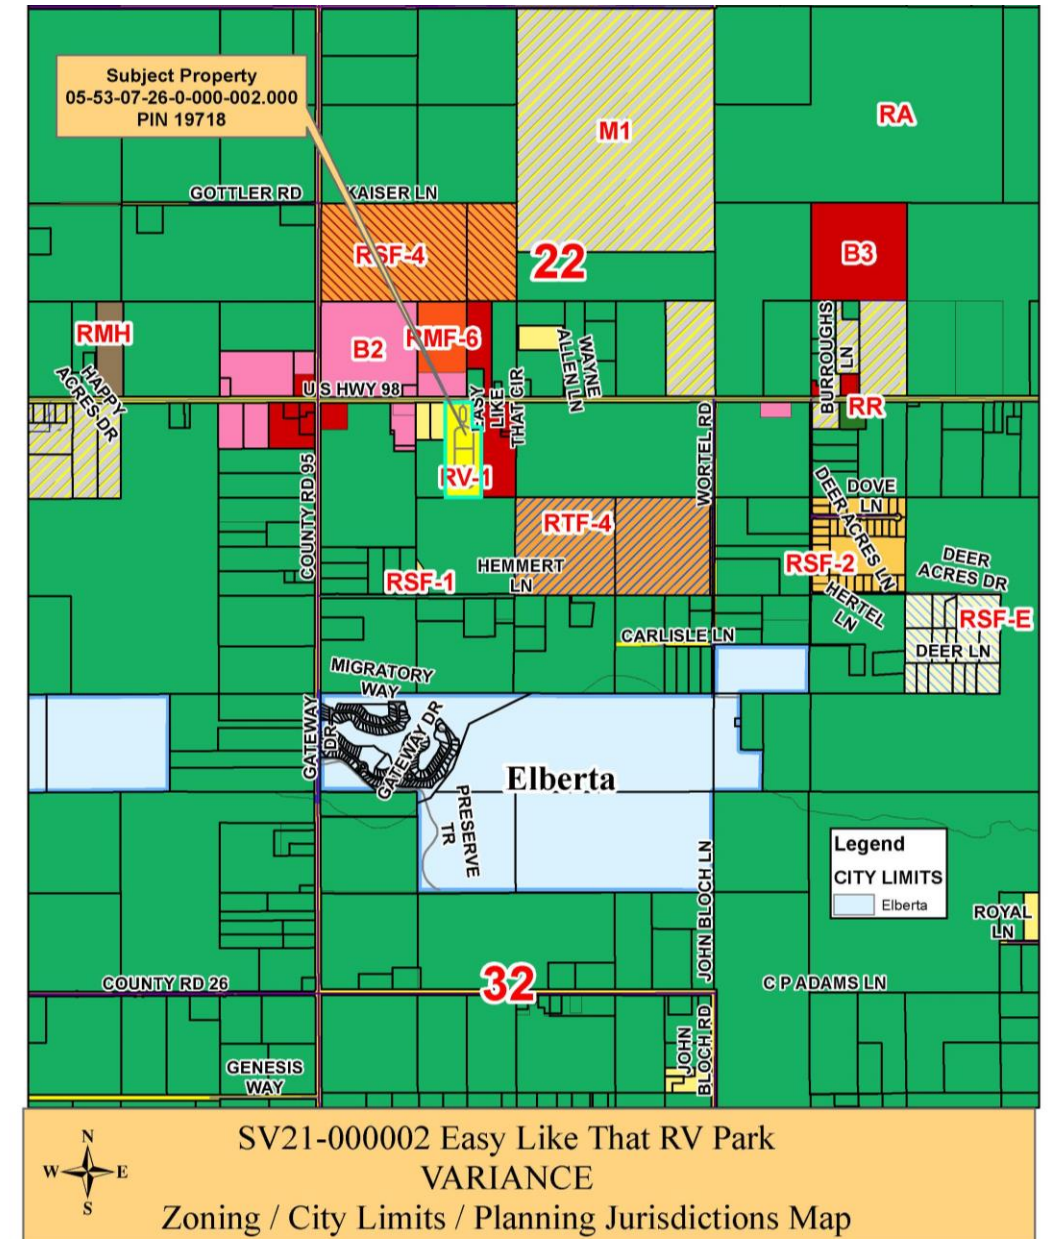 Subject Property
05-53-07-26-0-000-002.000
PIN 19718
M1
RA
GOTTLER RD
KAISER LN
RSF-4
22
B3
RMH
HAPPY
ACRES DR
B2
RMF-6
U S HWY 98
EASY
LIKE
THAT CIR
ALLEN LN
WAYNE
BURROUGHS
LN
RR
RV-1
WORTEL RD
COUNTY RD 95
DOVE
LN
DEER ACRES LN
RTF-4
RSF-2
DEER
ACRES DR
RSF-1
HEMMERT
LN
HERTEL
LN
RSF-E
CARLISLE LN
DEER LN
MIGRATORY
WAY
GATEWAY
DR
GATEWAY DR
Elberta
PRESERVE
TR
Legend
CITY LIMITS
Elberta
JOHN BLOCH LN
ROYAL
LN
COUNTY RD 26
32
C P ADAMS LN
JOHN
BLOCH RD
GENESIS
WAY
N
W E
S
SV21-000002 Easy Like That RV Park
VARIANCE
Zoning / City Limits / Planning Jurisdictions Map